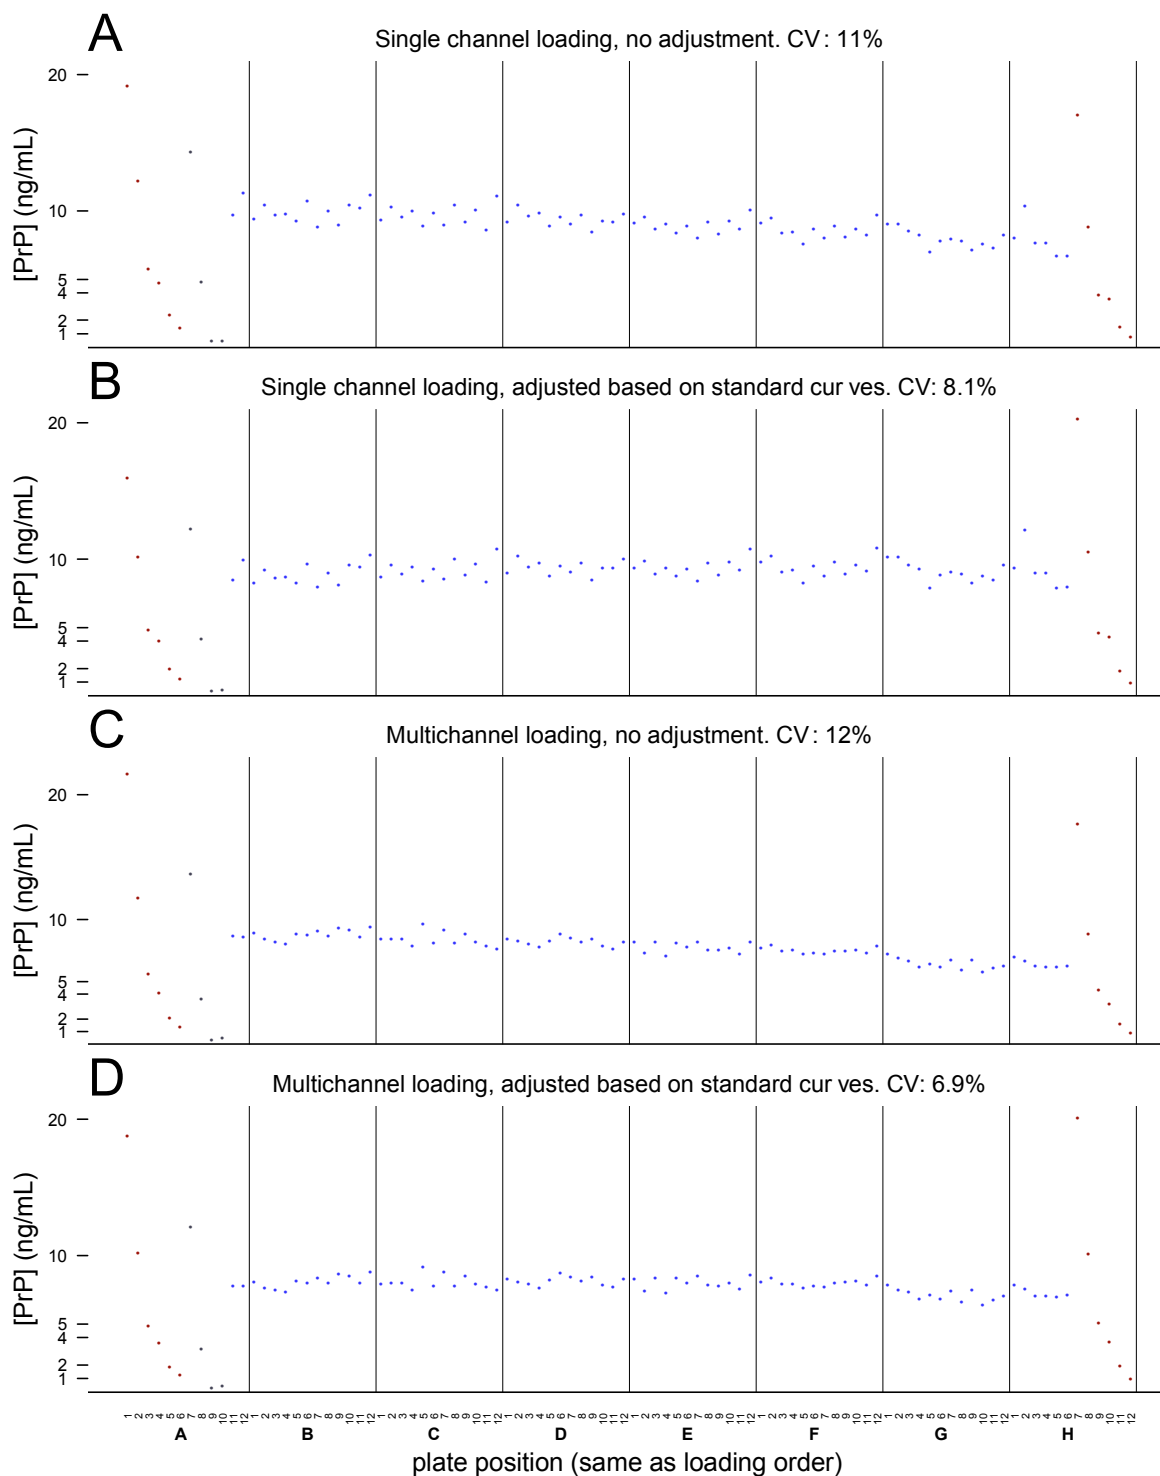 A
Single channel loading, no adjustment. CV: 11%
[PrP] (ng/mL)
20
10
5
4
2
1
B
Single channel loading, adjusted based on standard cur ves. CV: 8.1%
[PrP] (ng/mL)
20
10
5
4
2
1
C
Multichannel loading, no adjustment. CV: 12%
[PrP] (ng/mL)
20
10
5
4
2
1
D
Multichannel loading, adjusted based on standard cur ves. CV: 6.9%
[PrP] (ng/mL)
20
10
5
4
2
1
1 2 3 4 5 6 7 8 9 10 11 12 1 2 3 4 5 6 7 8 9 10 11 12 1 2 3 4 5 6 7 8 9 10 11 12 1 2 3 4 5 6 7 8 9 10 11 12 1 2 3 4 5 6 7 8 9 10 11 12 1 2 3 4 5 6 7 8 9 10 11 12 1 2 3 4 5 6 7 8 9 10 11 12 1 2 3 4 5 6 7 8 9 10 11 12
A B C D E F G H
plate position (same as loading order)